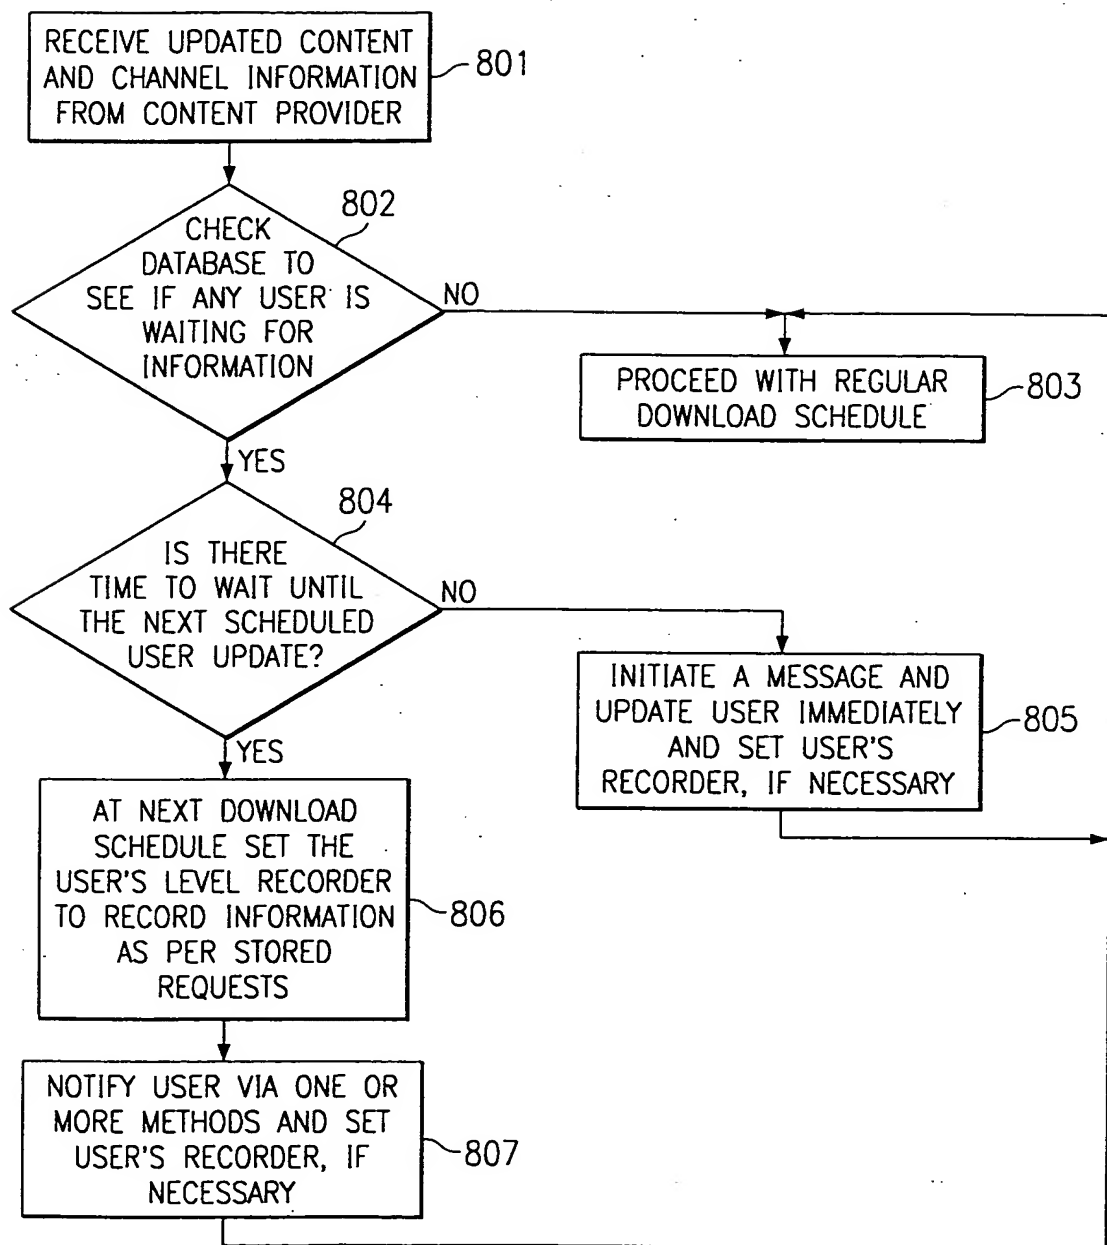 RECEIVE UPDATED CONTENT
AND CHANNEL INFORMATION
FROM CONTENT PROVIDER
801
802
CHECK
DATABASE TO
SEE IF ANY USER IS
WAITING FOR
INFORMATION
NO
PROCEED WITH REGULAR
DOWNLOAD SCHEDULE
803
YES
804
IS THERE
TIME TO WAIT UNTIL
THE NEXT SCHEDULED
USER UPDATE?
NO
INITIATE A MESSAGE AND
UPDATE USER IMMEDIATELY
AND SET USER'S
RECORDER, IF NECESSARY
805
YES
AT NEXT DOWNLOAD
SCHEDULE SET THE
USER'S LEVEL RECORDER
TO RECORD INFORMATION
AS PER STORED
REQUESTS
806
NOTIFY USER VIA ONE OR
MORE METHODS AND SET
USER'S RECORDER, IF
NECESSARY
807